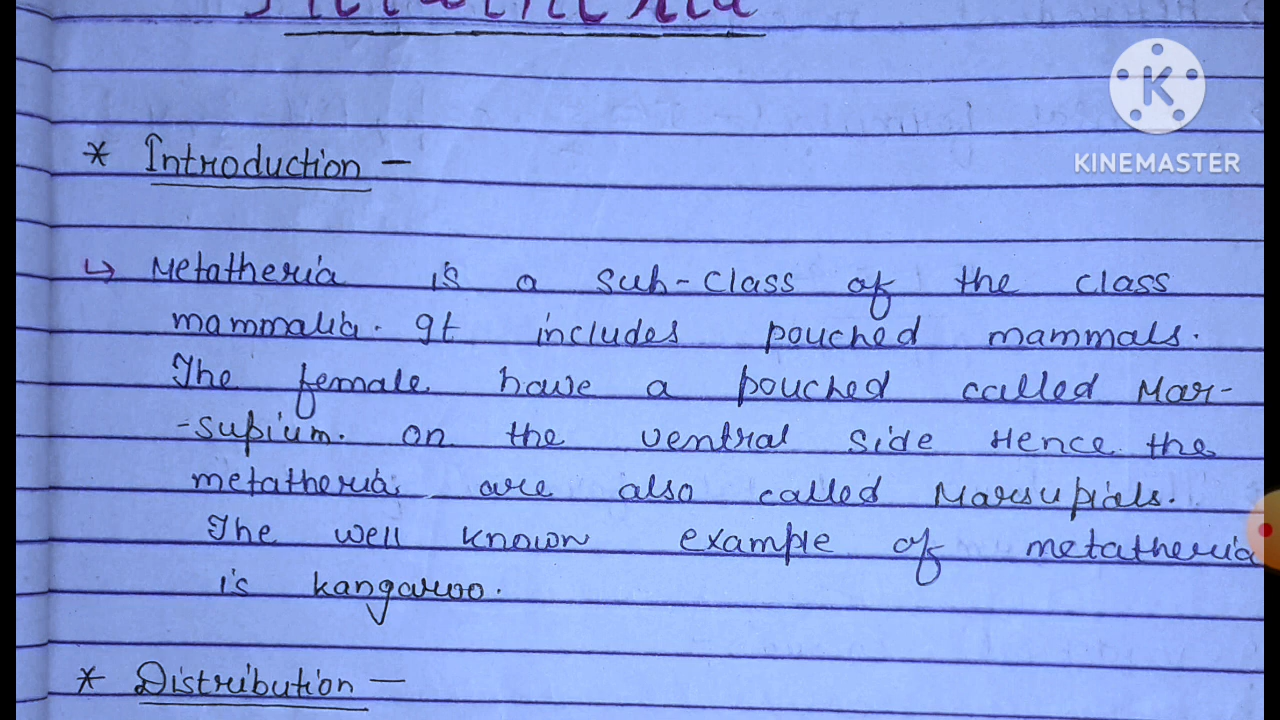 * Introduction -
↳ Metatheria is a sub-class of the class
mammalia. It includes pouched mammals.
The female have a pouched called Mar-
-supium. on the ventral side Hence the
metatheria, are also called Marsupials.
The well known example of metatheria
is kangaroo.
* Distribution -
K
KINEMASTER